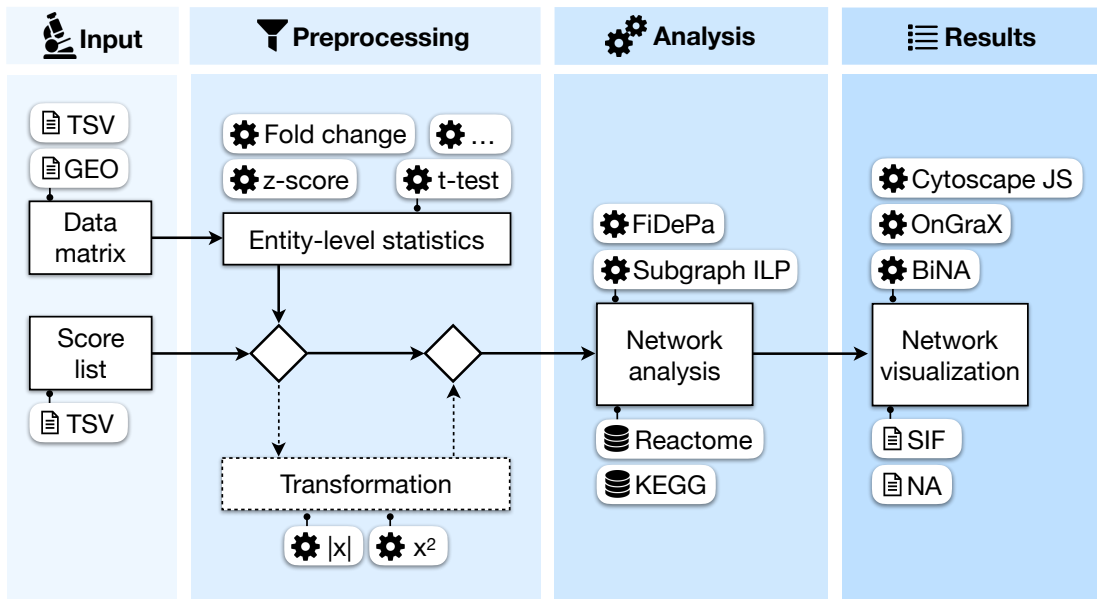 Input
Preprocessing
Analysis
Results
TSV
GEO
Data
matrix
Score
list
TSV
Fold change
...
z-score
t-test
Entity-level statistics
Transformation
|x|
x²
FiDePa
Subgraph ILP
Network
analysis
Reactome
KEGG
Cytoscape JS
OnGraX
BiNA
Network
visualization
SIF
NA